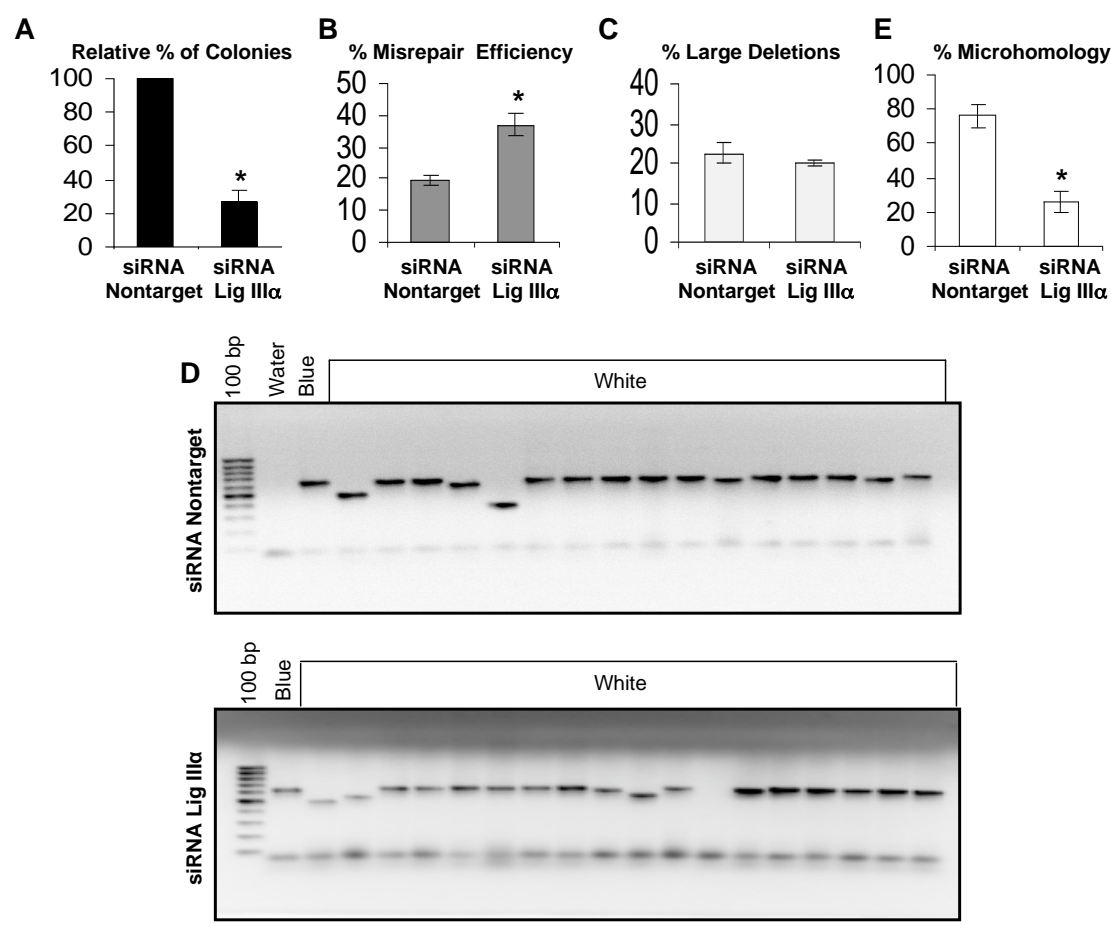 A
Relative % of Colonies
100
80
60
40
20
0
*
siRNA Nontarget
siRNA Lig IIIα
B
% Misrepair Efficiency
50
40
30
20
10
0
*
siRNA Nontarget
siRNA Lig IIIα
C
% Large Deletions
40
30
20
10
0
siRNA Nontarget
siRNA Lig IIIα
E
% Microhomology
100
80
60
40
20
0
*
siRNA Nontarget
siRNA Lig IIIα
D
100 bp
Water
Blue
White
siRNA Nontarget
100 bp
Blue
White
siRNA Lig IIIα